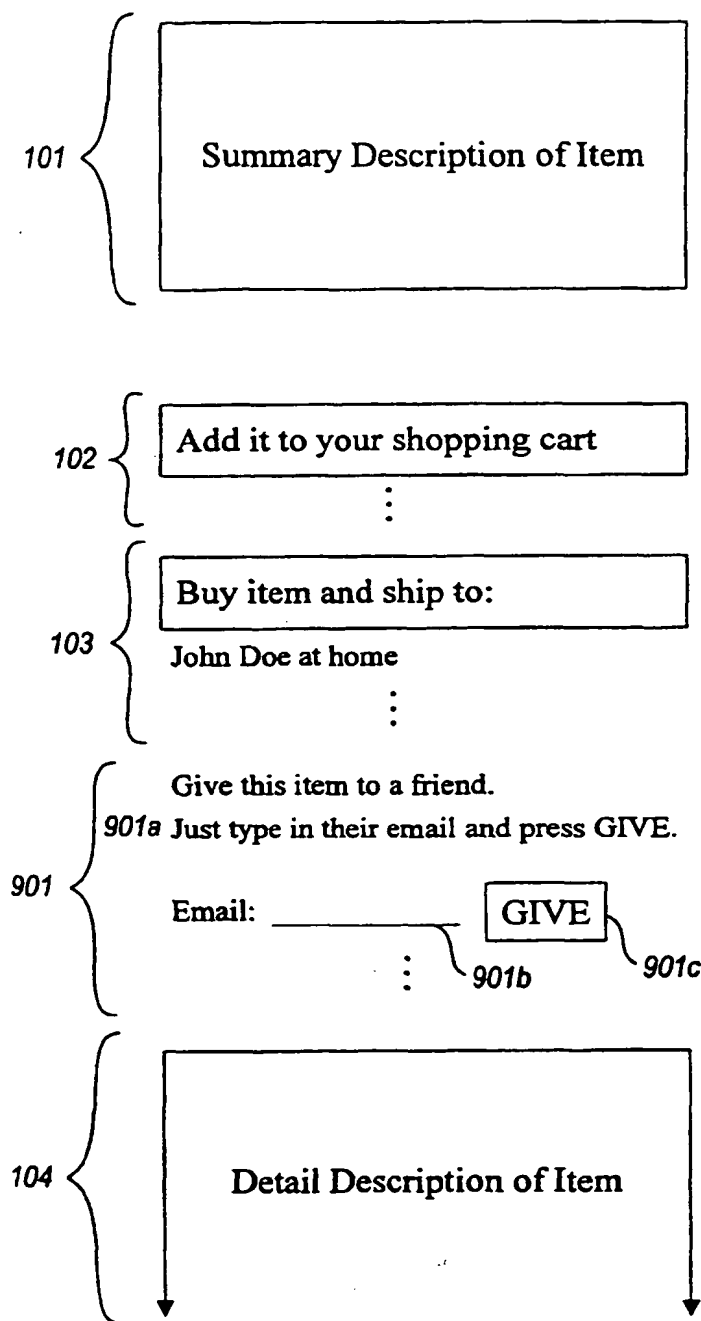 101
Summary Description of Item
102
Add it to your shopping cart
103
Buy item and ship to:
John Doe at home
901
Give this item to a friend.
901a Just type in their email and press GIVE.
Email: GIVE
901b
901c
104
Detail Description of Item